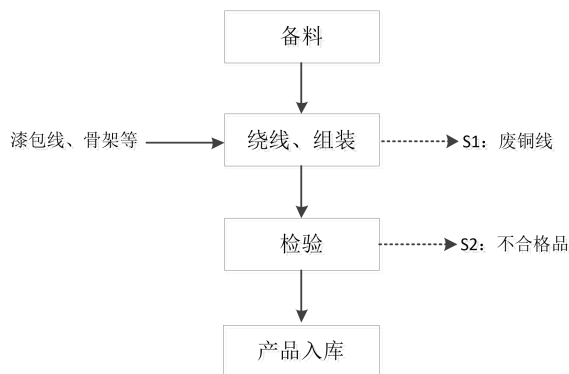 备料
漆包线、骨架等
绕线、组装
S1：废铜线
检验
S2：不合格品
产品入库